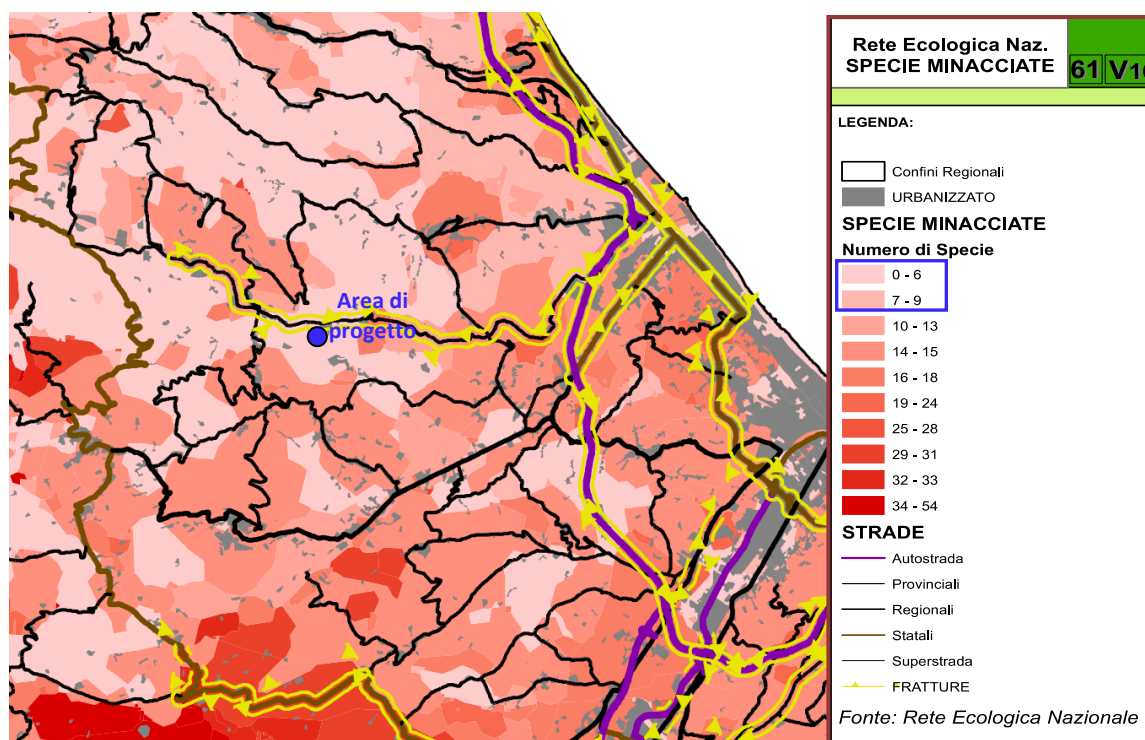 Area di
progetto
Rete Ecologica Naz.
SPECIE MINACCIATE
61 V1
LEGENDA:
Confini Regionali
URBANIZZATO
SPECIE MINACCIATE
Numero di Specie
0 - 6
7 - 9
10 - 13
14 - 15
16 - 18
19 - 24
25 - 28
29 - 31
32 - 33
34 - 54
STRADE
Autostrada
Provinciali
Regionali
Statali
Superstrada
FRATTURE
Fonte: Rete Ecologica Nazionale